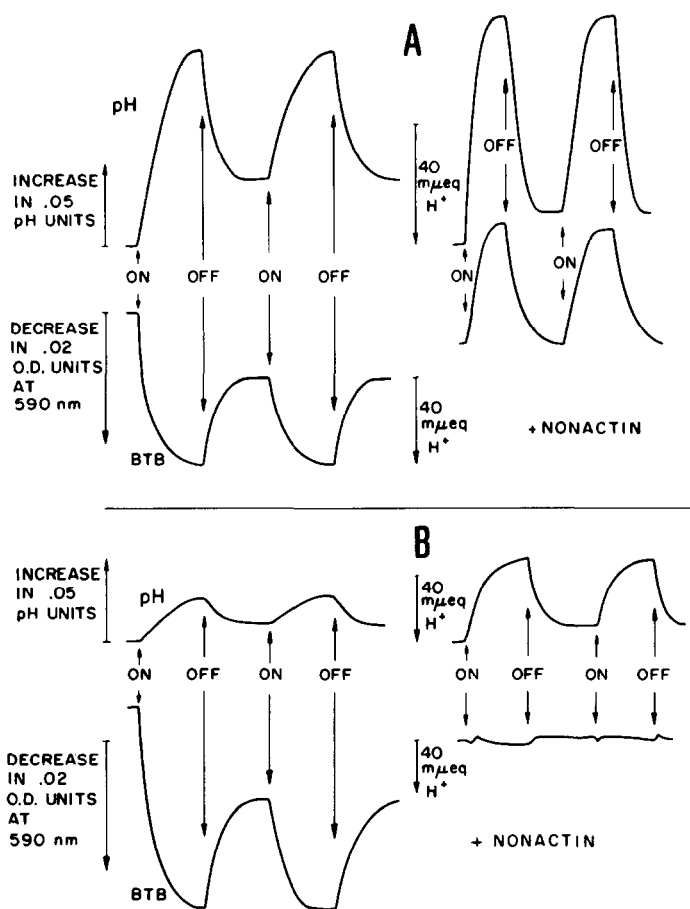 A
pH
INCREASE
IN .05
pH UNITS
40
mµeq
H+
OFF
OFF
ON
OFF
ON
OFF
ON
ON
DECREASE
IN .02
O.D. UNITS
AT
590 nm
BTB
40
mµeq
H+
+ NONACTIN
B
INCREASE
IN .05
pH UNITS
pH
40
mµeq
H+
ON
OFF
ON
OFF
ON
OFF
ON
OFF
DECREASE
IN .02
O.D. UNITS
AT
590 nm
BTB
40
mµeq
H+
+ NONACTIN